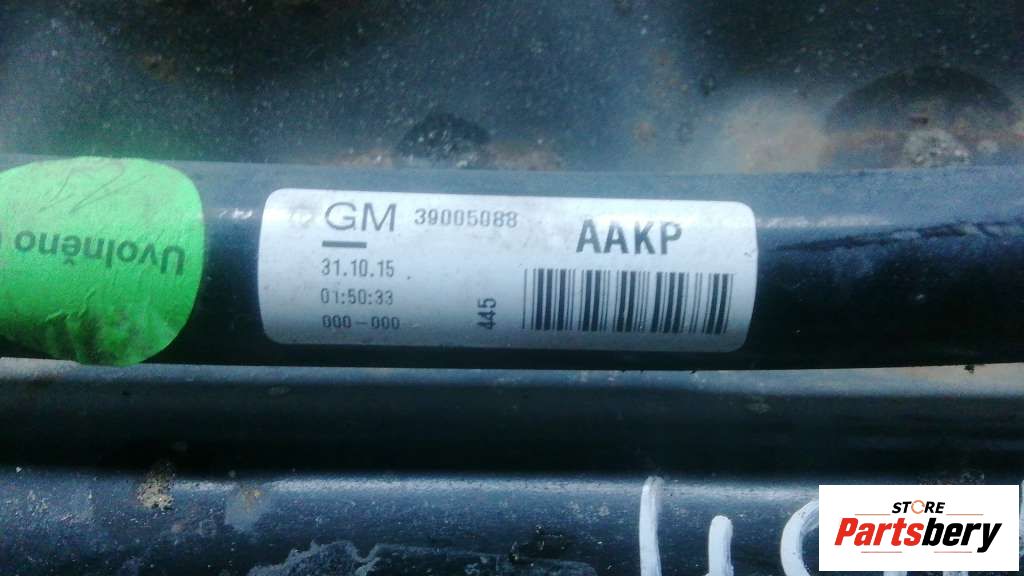 Uvolněno
GM 39005088 AAKP
31.10.15
01:50:33
000-000
445
STORE
Partsbery